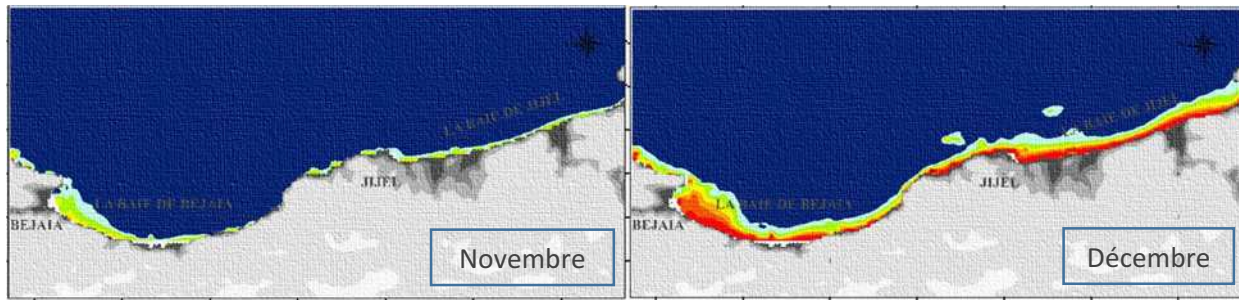 LA BAIE DE JIJEL
JIJEL
LA BAIE DE BEJAIA
BEJAIA
Novembre
LA BAIE DE JIJEL
JIJEL
LA BAIE DE BEJAIA
BEJAIA
Décembre